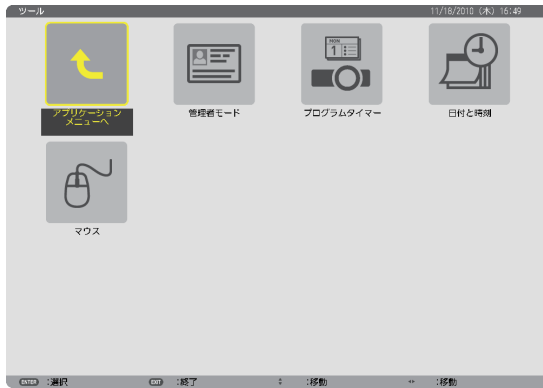 ツール 11/18/2010 (木) 16:49
MON
1
アプリケーション
メニューへ
管理者モード
プログラムタイマー
日付と時刻
マウス
ENTER :選択 EXIT :終了 :移動 :移動